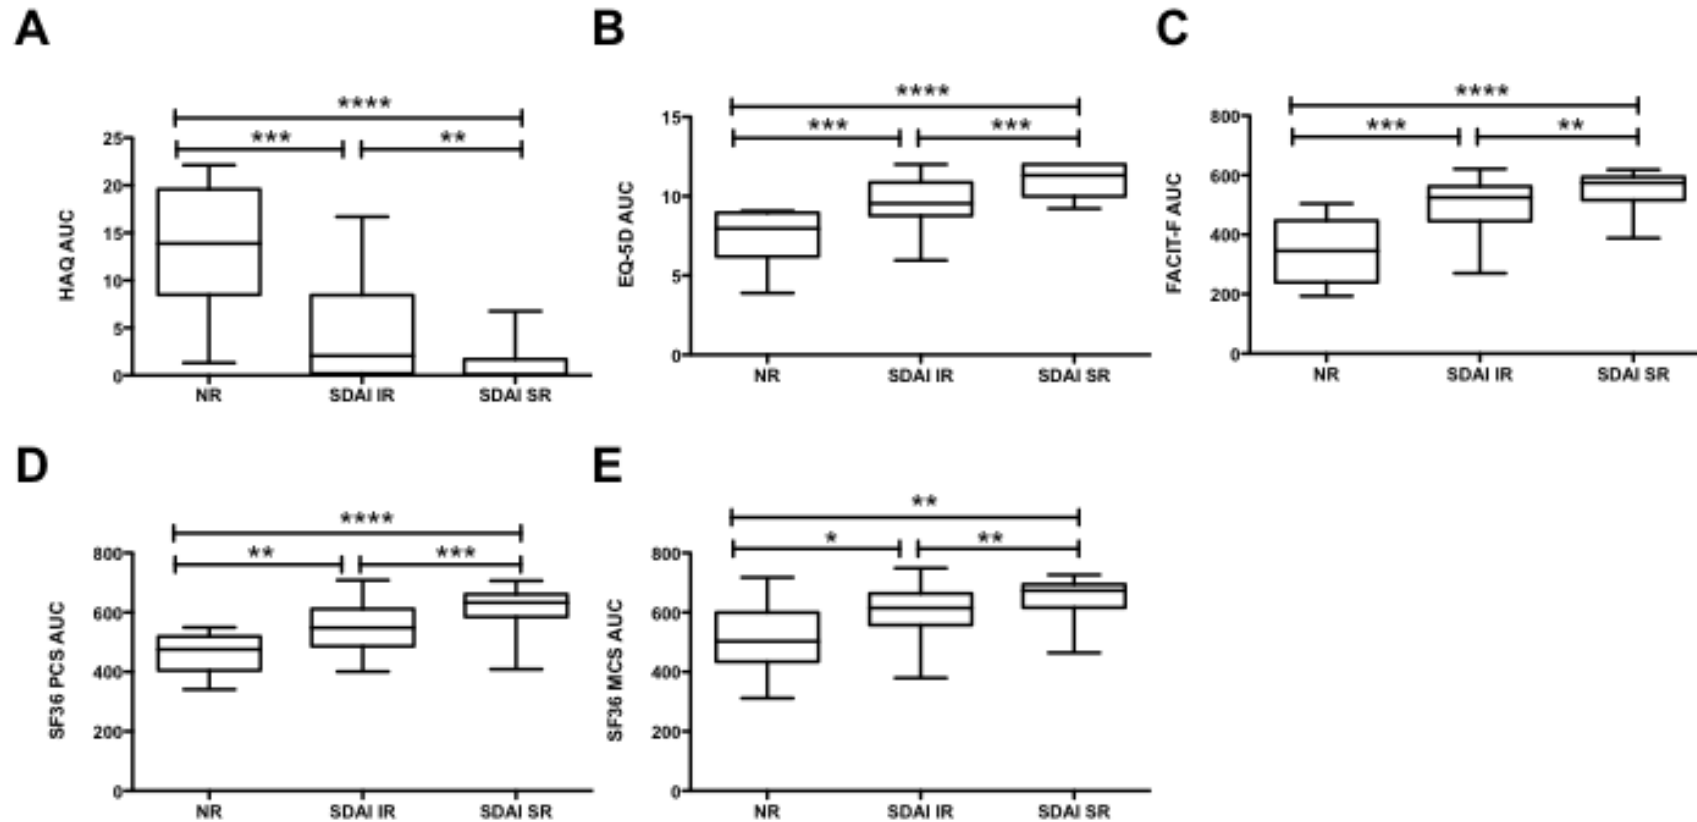 A
****
***
**
25
20
15
10
5
0
HAQ AUC
NR
SDAI IR
SDAI SR
B
****
***
***
15
10
5
0
EQ-5D AUC
NR
SDAI IR
SDAI SR
C
****
***
**
800
600
400
200
0
FACIT-F AUC
NR
SDAI IR
SDAI SR
D
****
**
***
800
600
400
200
0
SF36 PCS AUC
NR
SDAI IR
SDAI SR
E
**
*
**
800
600
400
200
0
SF36 MCS AUC
NR
SDAI IR
SDAI SR